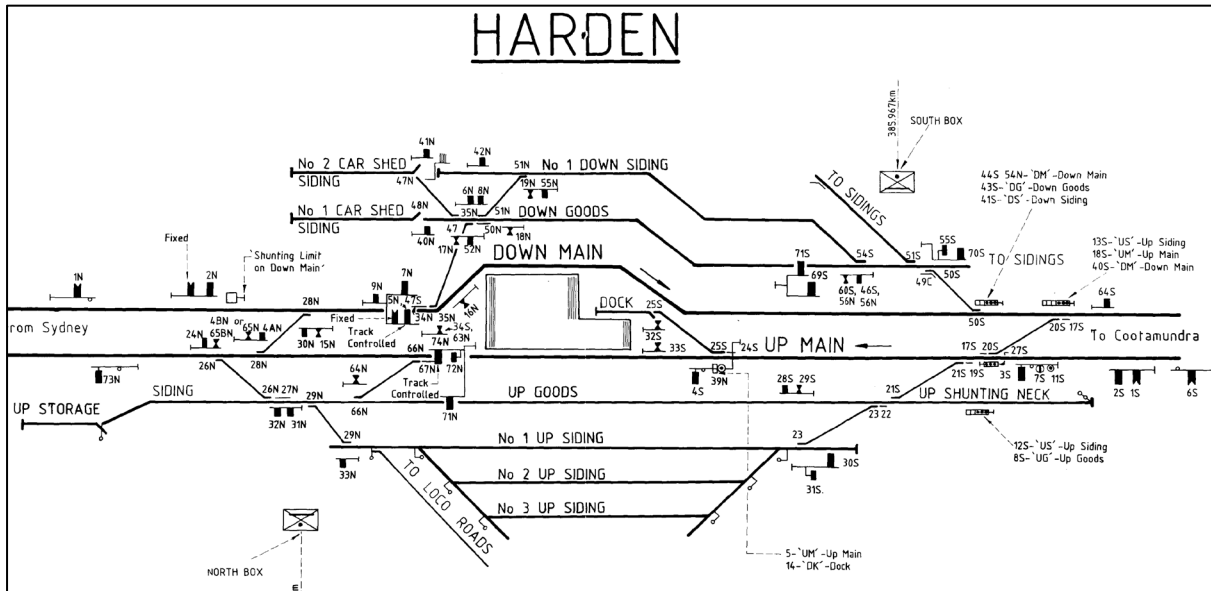 HARDEN
385.967km
SOUTH BOX
41N
42N
No 2 CAR SHED
SIDING
47N
51N
No 1 DOWN SIDING
6N 8N
19N 55N
44S 54N-`DM'-Down Main
43S-`DG'-Down Goods
41S-`DS'-Down Siding
TO SIDINGS
No 1 CAR SHED
SIDING
48N
35N
51N
DOWN GOODS
40N
47
50N
18N
17N 52N
DOWN MAIN
Fixed
`Shunting Limit
on Down Main'
71S
69S
54S
51S
55S
70S
TO SIDINGS
60S, 46S,
56N 56N
49C
50S
13S-`US'-Up Siding
18S-`UM'-Up Main
40S-`DM'-Down Main
1N
2N
7N
9N
5N
47S
16N
28N
34N 35N
DOCK
25S
64S
50S
20S 17S
rom Sydney
To Cootamundra
4BN or
65N 4AN
24N 65BN
30N 15N
Fixed
Track
Controlled
34S,
63N
74N
32S
33S
25S
24S
UP MAIN
17S 20S
27S
26N
28N
66N
67N
72N
73N
64N
Track
Controlled
4S
39N
21S 19S
3S
7S 11S
2S 1S
6S
SIDING
26N 27N
29N
66N
71N
UP GOODS
28S 29S
21S
UP SHUNTING NECK
UP STORAGE
32N 31N
23 22
29N
No 1 UP SIDING
23
12S-`US'-Up Siding
8S-`UG'-Up Goods
33N
30S
31S.
TO LOCO ROADS
No 2 UP SIDING
No 3 UP SIDING
5-`UM'-Up Main
14-`DK'-Dock
NORTH BOX
m